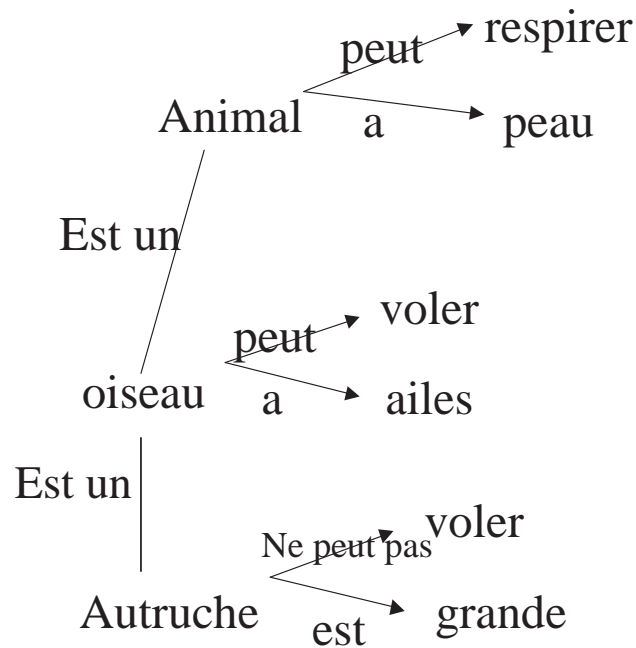 peut respirer
Animal a peau
Est un
peut voler
oiseau a ailes
Est un
Ne peut pas voler
Autruche est grande